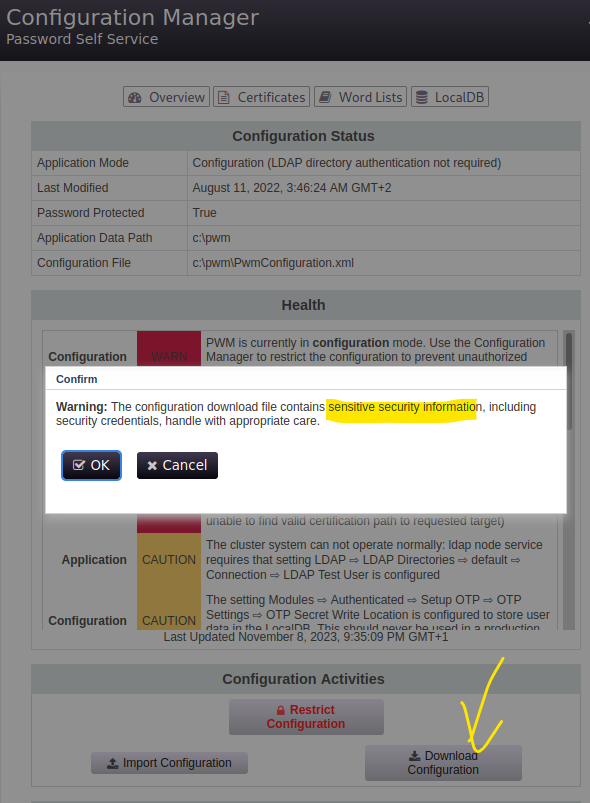 Configuration Manager
Password Self Service
Overview
Certificates
Word Lists
LocalDB
Configuration Status
Application Mode
Configuration (LDAP directory authentication not required)
Last Modified
August 11, 2022, 3:46:24 AM GMT+2
Password Protected
True
Application Data Path
c:\pwm
Configuration File
c:\pwm\PwmConfiguration.xml
Health
Configuration
WARN
PWM is currently in configuration mode. Use the Configuration
Manager to restrict the configuration to prevent unauthorized
Confirm
Warning: The configuration download file contains sensitive security information, including
security credentials, handle with appropriate care.
OK
Cancel
unable to find valid certification path to requested target)
Application
CAUTION
The cluster system can not operate normally: ldap node service
requires that setting LDAP ⇨ LDAP Directories ⇨ default ⇨
Connection ⇨ LDAP Test User is configured
Configuration
CAUTION
The setting Modules ⇨ Authenticated ⇨ Setup OTP ⇨ OTP
Settings ⇨ OTP Secret Write Location is configured to store user
data in the LocalDB. This should never be used in a production
Last Updated November 8, 2023, 9:35:09 PM GMT+1
Configuration Activities
Restrict
Configuration
Import Configuration
Download
Configuration